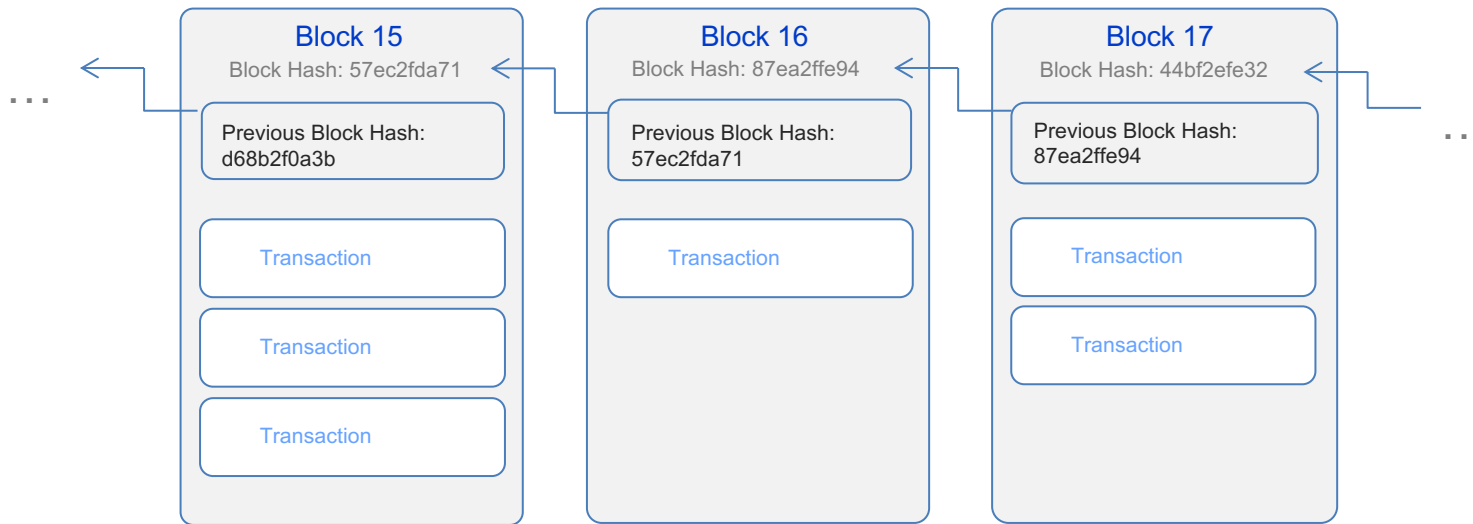 ...
Block 15
Block Hash: 57ec2fda71
Previous Block Hash:
d68b2f0a3b
Transaction
Transaction
Transaction
Block 16
Block Hash: 87ea2ffe94
Previous Block Hash:
57ec2fda71
Transaction
Block 17
Block Hash: 44bf2efe32
Previous Block Hash:
87ea2ffe94
Transaction
Transaction
..